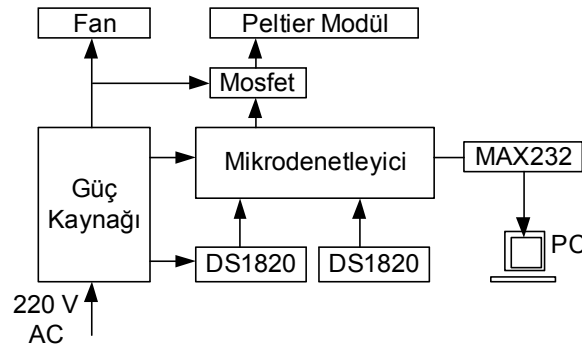 Fan
Peltier Modül
Mosfet
Güç
Kaynağı
Mikrodenetleyici
MAX232
PC
DS1820
DS1820
220 V
AC